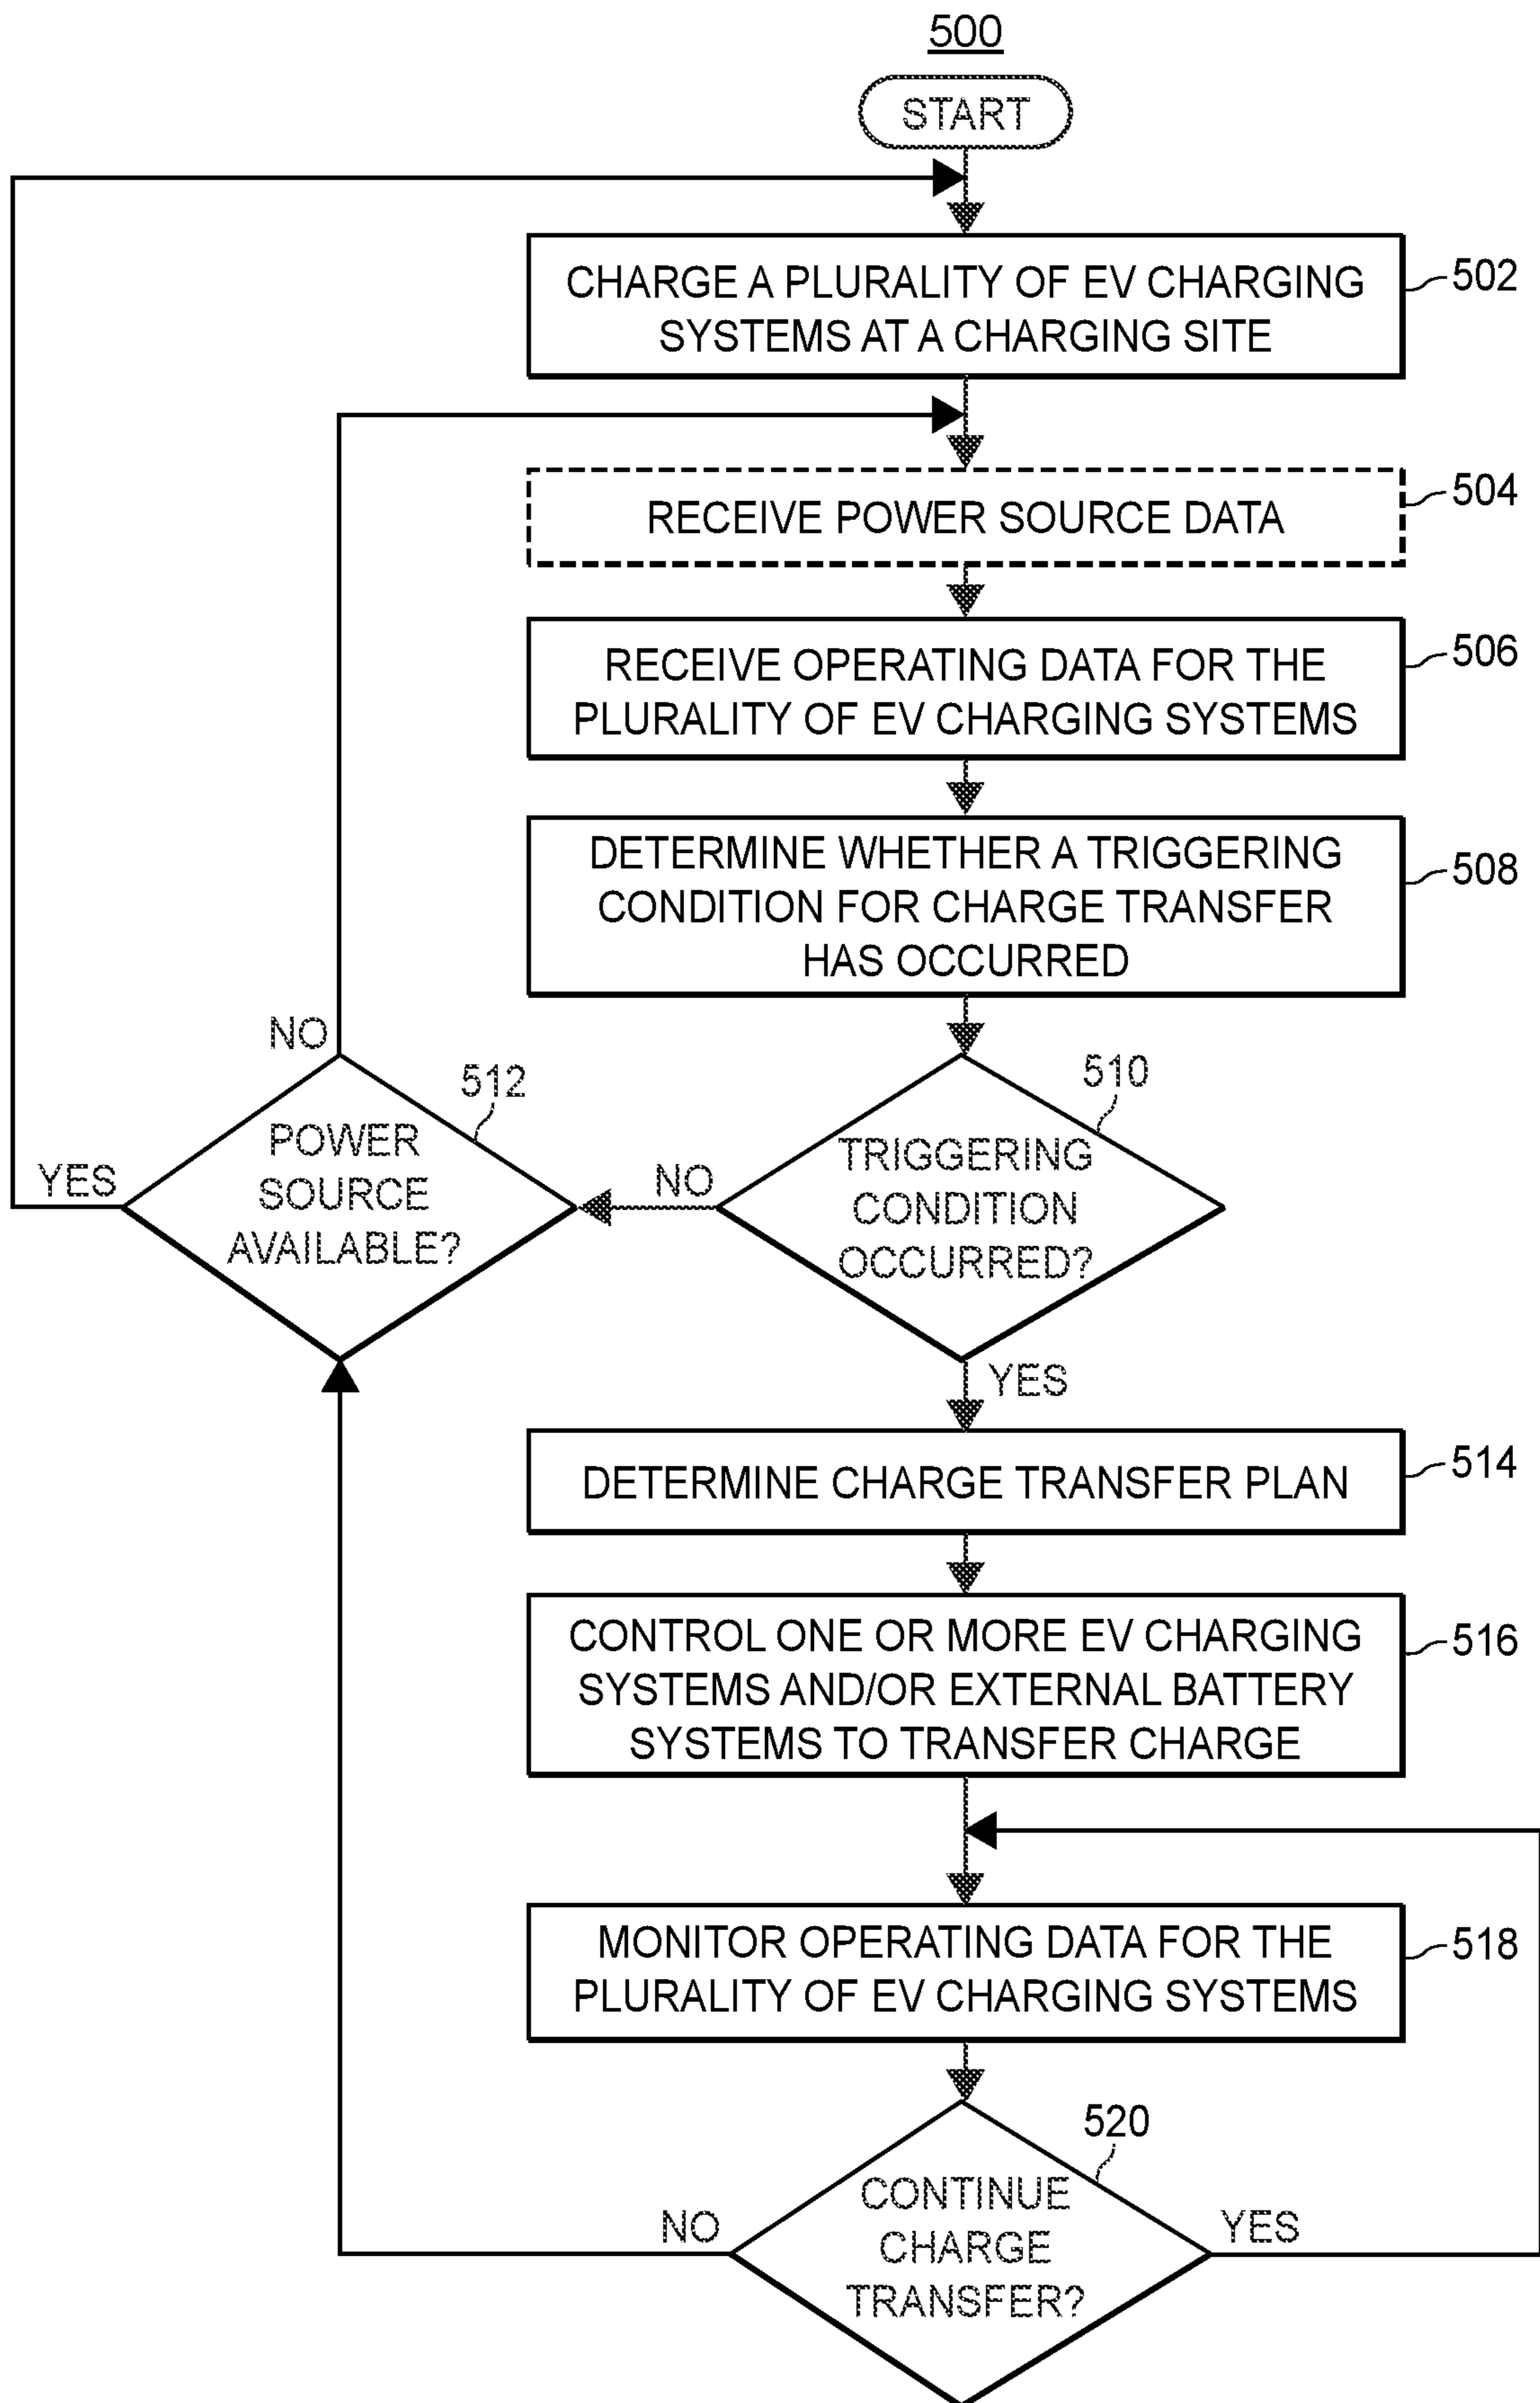 500
START
CHARGE A PLURALITY OF EV CHARGING
SYSTEMS AT A CHARGING SITE
502
RECEIVE POWER SOURCE DATA
504
RECEIVE OPERATING DATA FOR THE
PLURALITY OF EV CHARGING SYSTEMS
506
DETERMINE WHETHER A TRIGGERING
CONDITION FOR CHARGE TRANSFER
HAS OCCURRED
508
NO
512
POWER
SOURCE
AVAILABLE?
YES
NO
510
TRIGGERING
CONDITION
OCCURRED?
YES
DETERMINE CHARGE TRANSFER PLAN
514
CONTROL ONE OR MORE EV CHARGING
SYSTEMS AND/OR EXTERNAL BATTERY
SYSTEMS TO TRANSFER CHARGE
516
MONITOR OPERATING DATA FOR THE
PLURALITY OF EV CHARGING SYSTEMS
518
520
NO
CONTINUE
CHARGE
TRANSFER?
YES